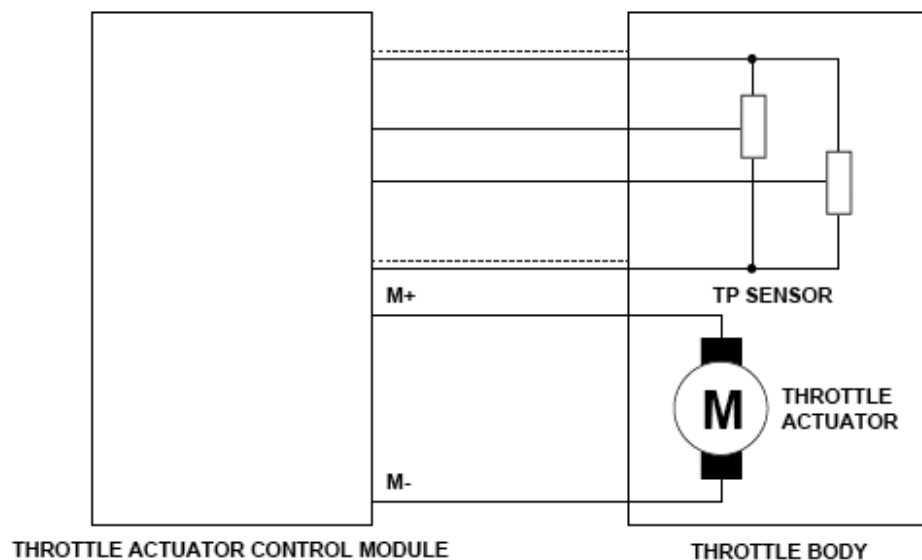 M+
TP SENSOR
M
THROTTLE
ACTUATOR
M-
THROTTLE ACTUATOR CONTROL MODULE
THROTTLE BODY